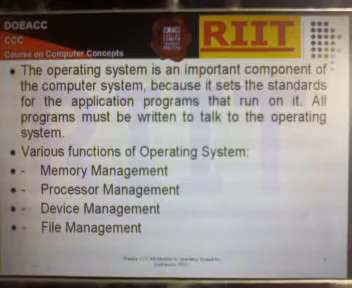 DOEACC
CCC
Course on Computer Concepts
RIIT
• The operating system is an important component of
the computer system, because it sets the standards
for the application programs that run on it. All
programs must be written to talk to the operating
system.
• Various functions of Operating System:
• - Memory Management
• - Processor Management
• - Device Management
• - File Management